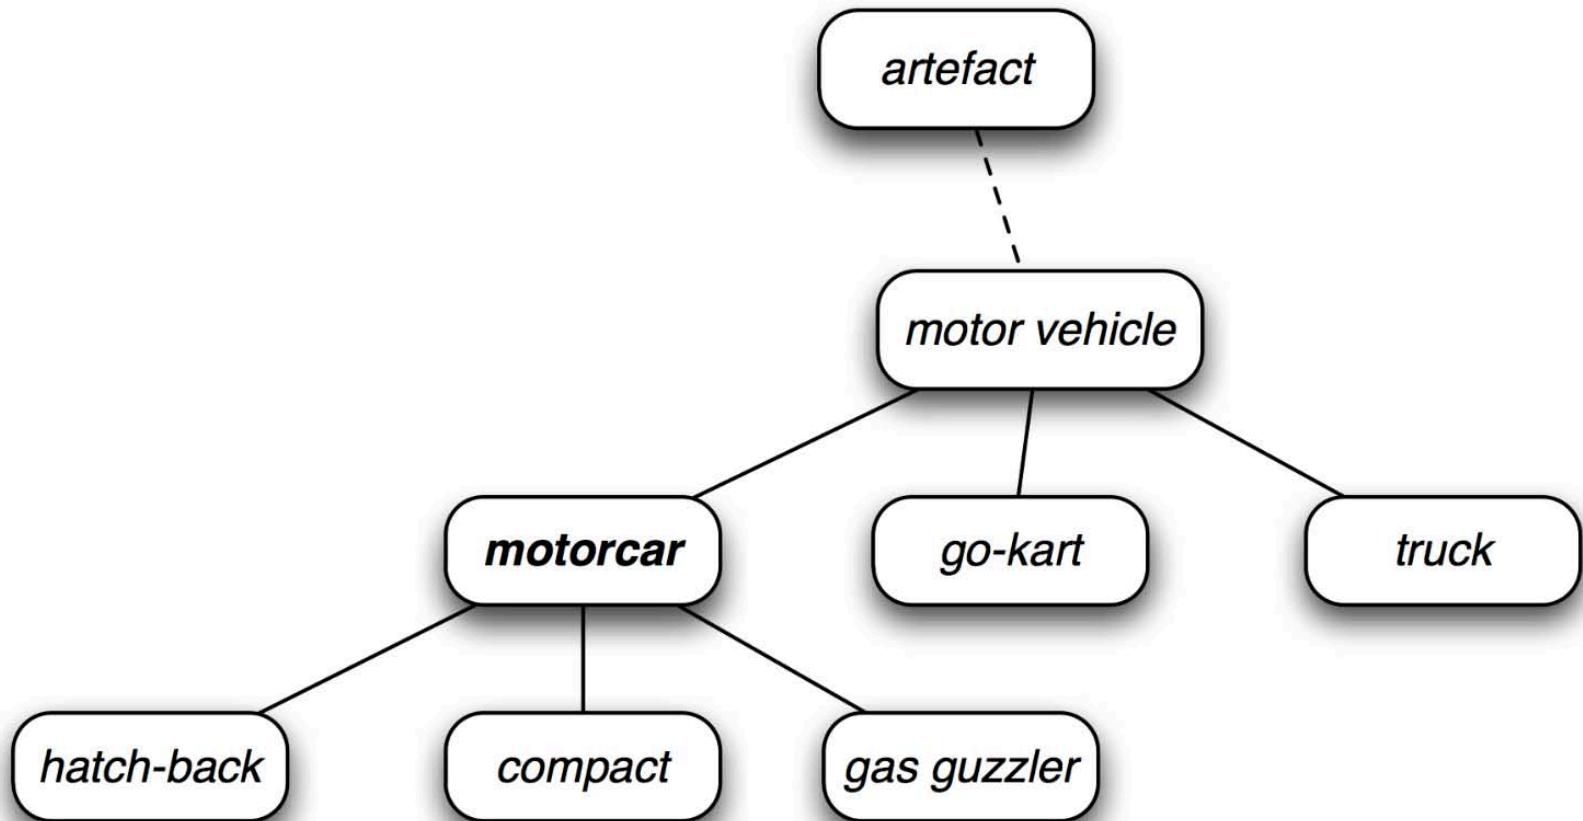 artefact
motor vehicle
motorcar
go-kart
truck
hatch-back
compact
gas guzzler